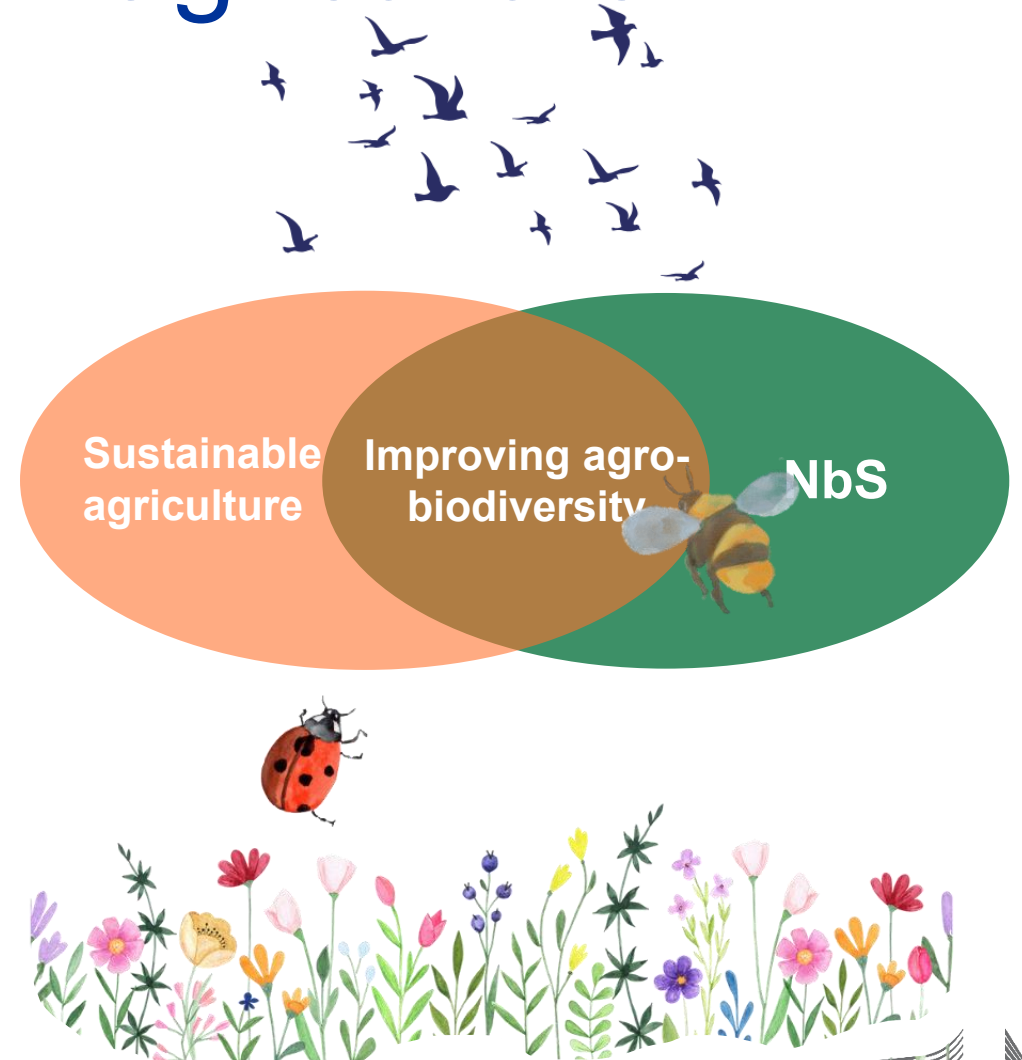 Sustainable
agriculture
Improving agro-
biodiversity
NbS